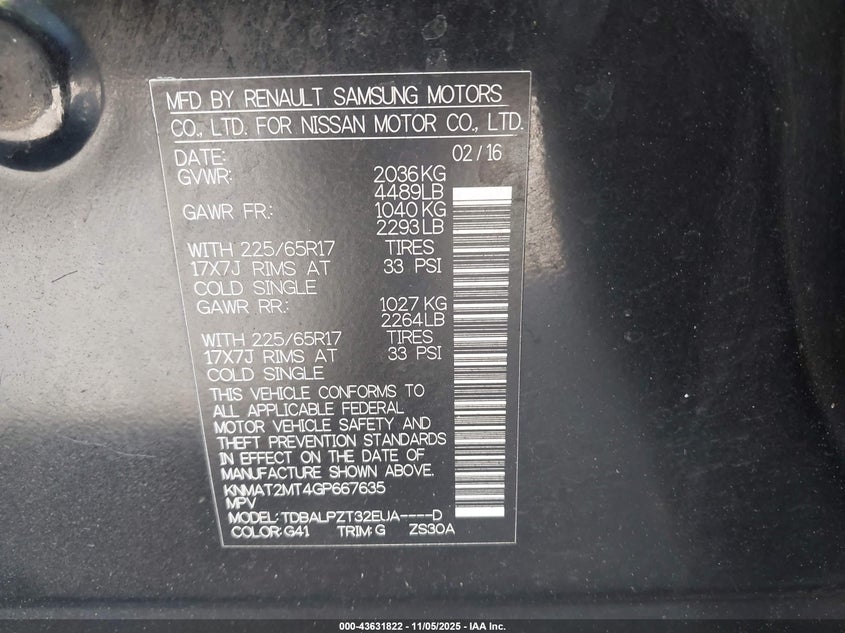 MFD BY RENAULT SAMSUNG MOTORS
CO., LTD. FOR NISSAN MOTOR CO., LTD.
DATE: 02/16
GVWR: 2036KG
4489LB
GAWR FR.: 1040KG
2293LB
WITH 225/65R17 TIRES
17X7J RIMS AT 33 PSI
COLD SINGLE
GAWR RR.: 1027KG
2264LB
WITH 225/65R17 TIRES
17X7J RIMS AT 33 PSI
COLD SINGLE
THIS VEHICLE CONFORMS TO
ALL APPLICABLE FEDERAL
MOTOR VEHICLE SAFETY AND
THEFT PREVENTION STANDARDS
IN EFFECT ON THE DATE OF
MANUFACTURE SHOWN ABOVE.
KNMAT2MT4GP667635
MPV
MODEL: TDBALPZT32EUA----D
COLOR: G41 TRIM: G ZS30A
000-43631822 - 11/05/2025 - IAA Inc.